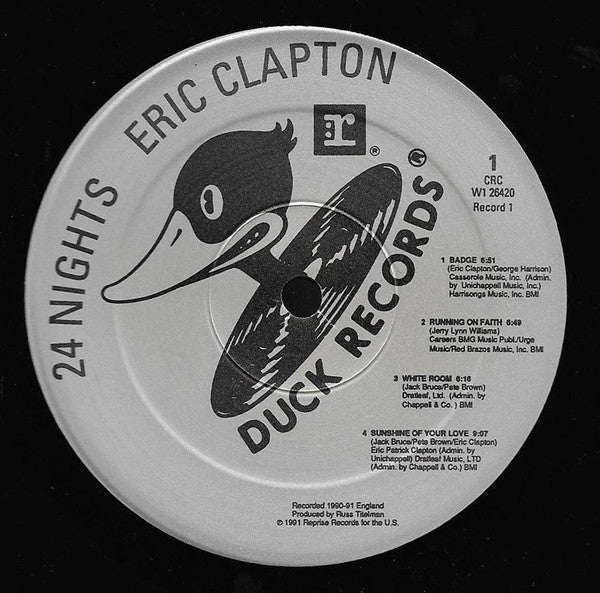 24 NIGHTS ERIC CLAPTON
r ®
DUCK RECORDS
1
CRC
W1 26420
Record 1
1 BADGE 6:51
(Eric Clapton/George Harrison)
Casserole Music, Inc. (Admin.
by Unichappell Music, Inc.)
Harrisongs Music, Inc. BMI
2 RUNNING ON FAITH 6:49
(Jerry Lynn Williams)
Careers BMG Music Publ./Urge
Music/Red Brazos Music, Inc. BMI
3 WHITE ROOM 6:16
(Jack Bruce/Pete Brown)
Dratleaf, Ltd. (Admin. by
Chappell & Co. ) BMI
4 SUNSHINE OF YOUR LOVE 9:07
(Jack Bruce/Pete Brown/Eric Clapton)
Eric Patrick Clapton (Admin. by
Unichappell) Dratleaf Music, LTD
(Admin. by Chappell & Co.) BMI
Recorded 1990-91 England
Produced by Russ Titelman
℗ 1991 Reprise Records for the U.S.